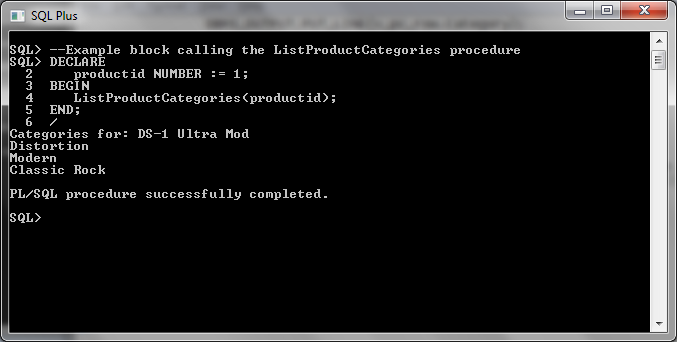 SQL Plus
SQL> --Example block calling the ListProductCategories procedure
SQL> DECLARE
  2     productid NUMBER := 1;
  3  BEGIN
  4     ListProductCategories(productid);
  5  END;
  6  /
Categories for: DS-1 Ultra Mod
Distortion
Modern
Classic Rock
PL/SQL procedure successfully completed.
SQL>